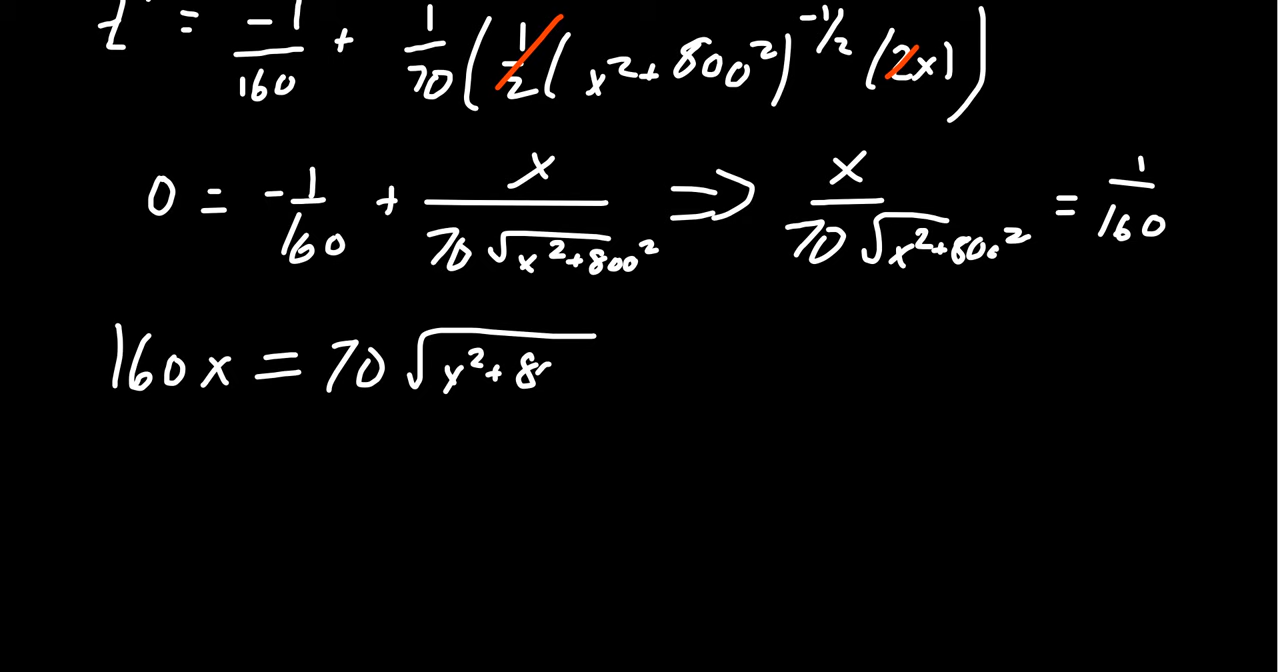 t' = -1/160 + 1/70 (1/2 (x² + 800²)^(-1/2) (2x))
0 = -1/160 + x/(70√(x²+800²)) ⇒ x/(70√(x²+800²)) = 1/160
160x = 70√(x²+80